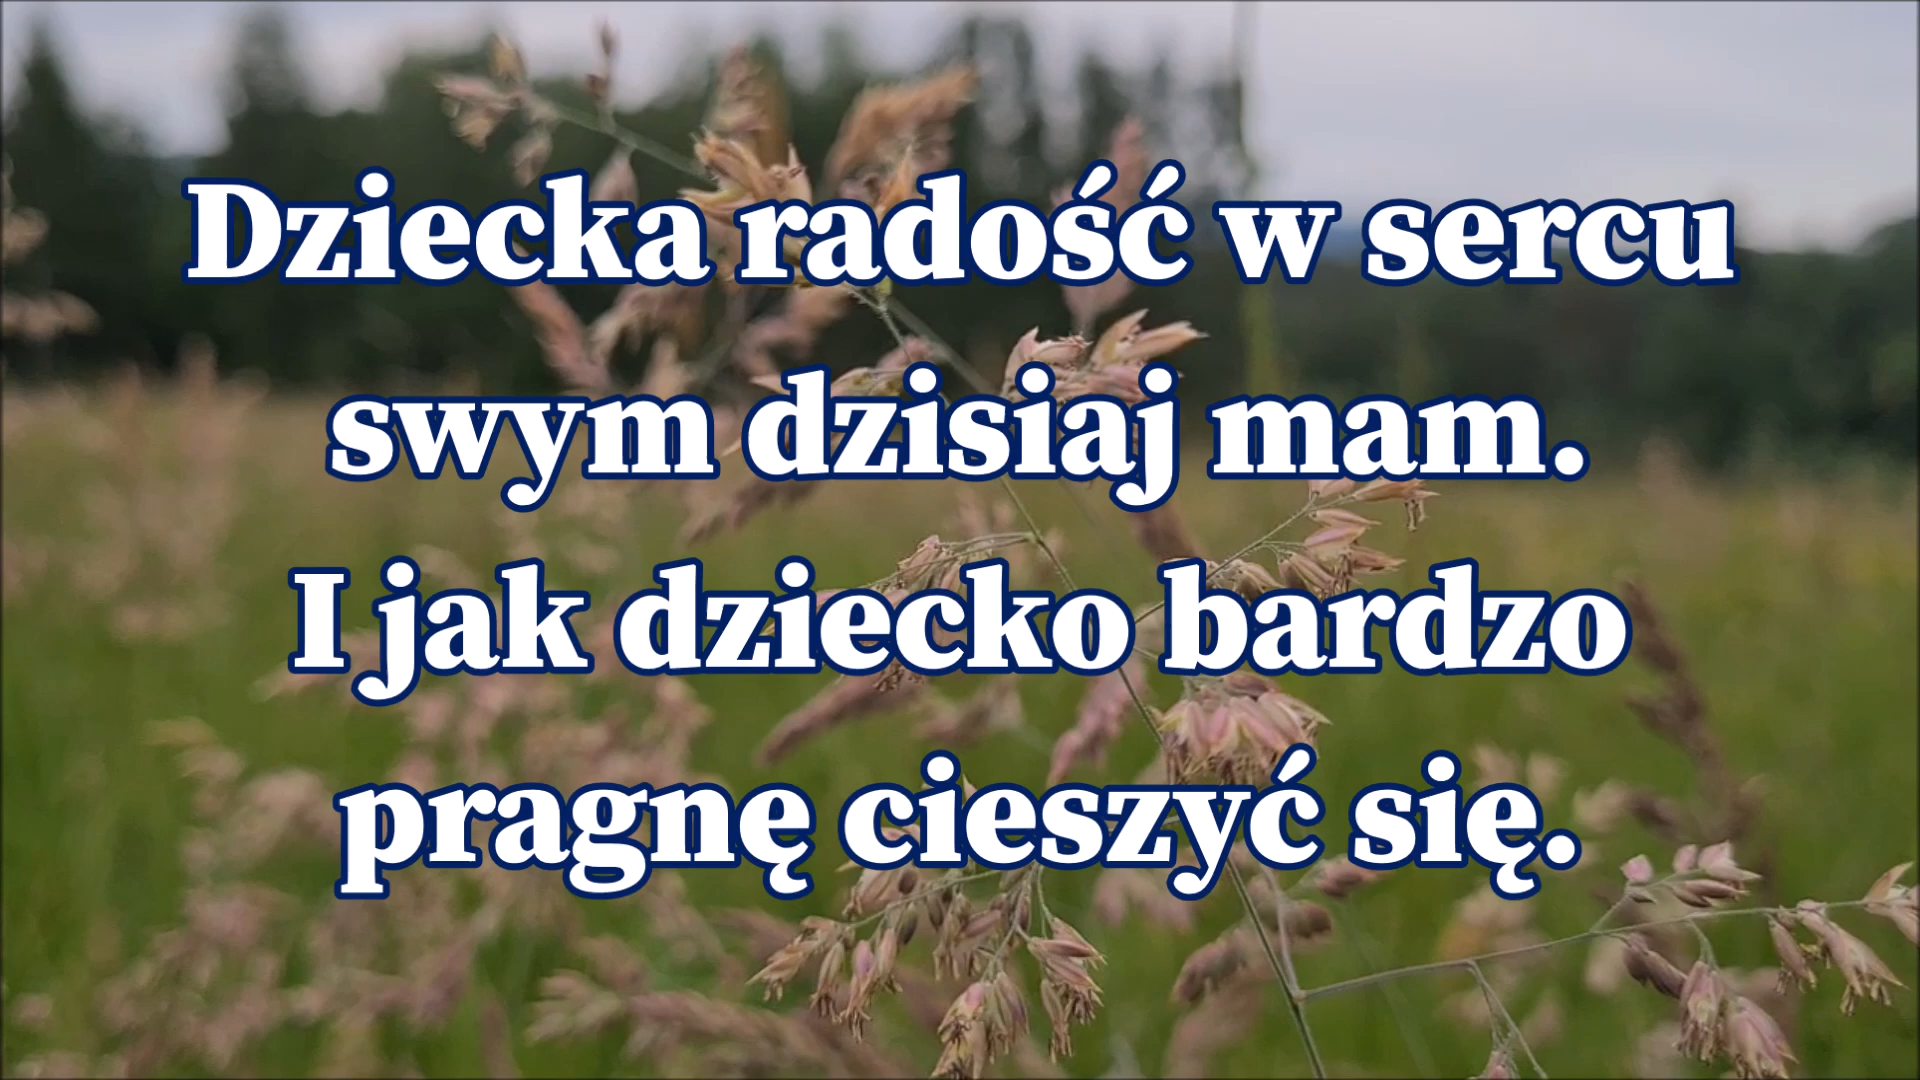 Dziecka radość w sercu
swym dzisiaj mam.
I jak dziecko bardzo
pragnę cieszyć się.